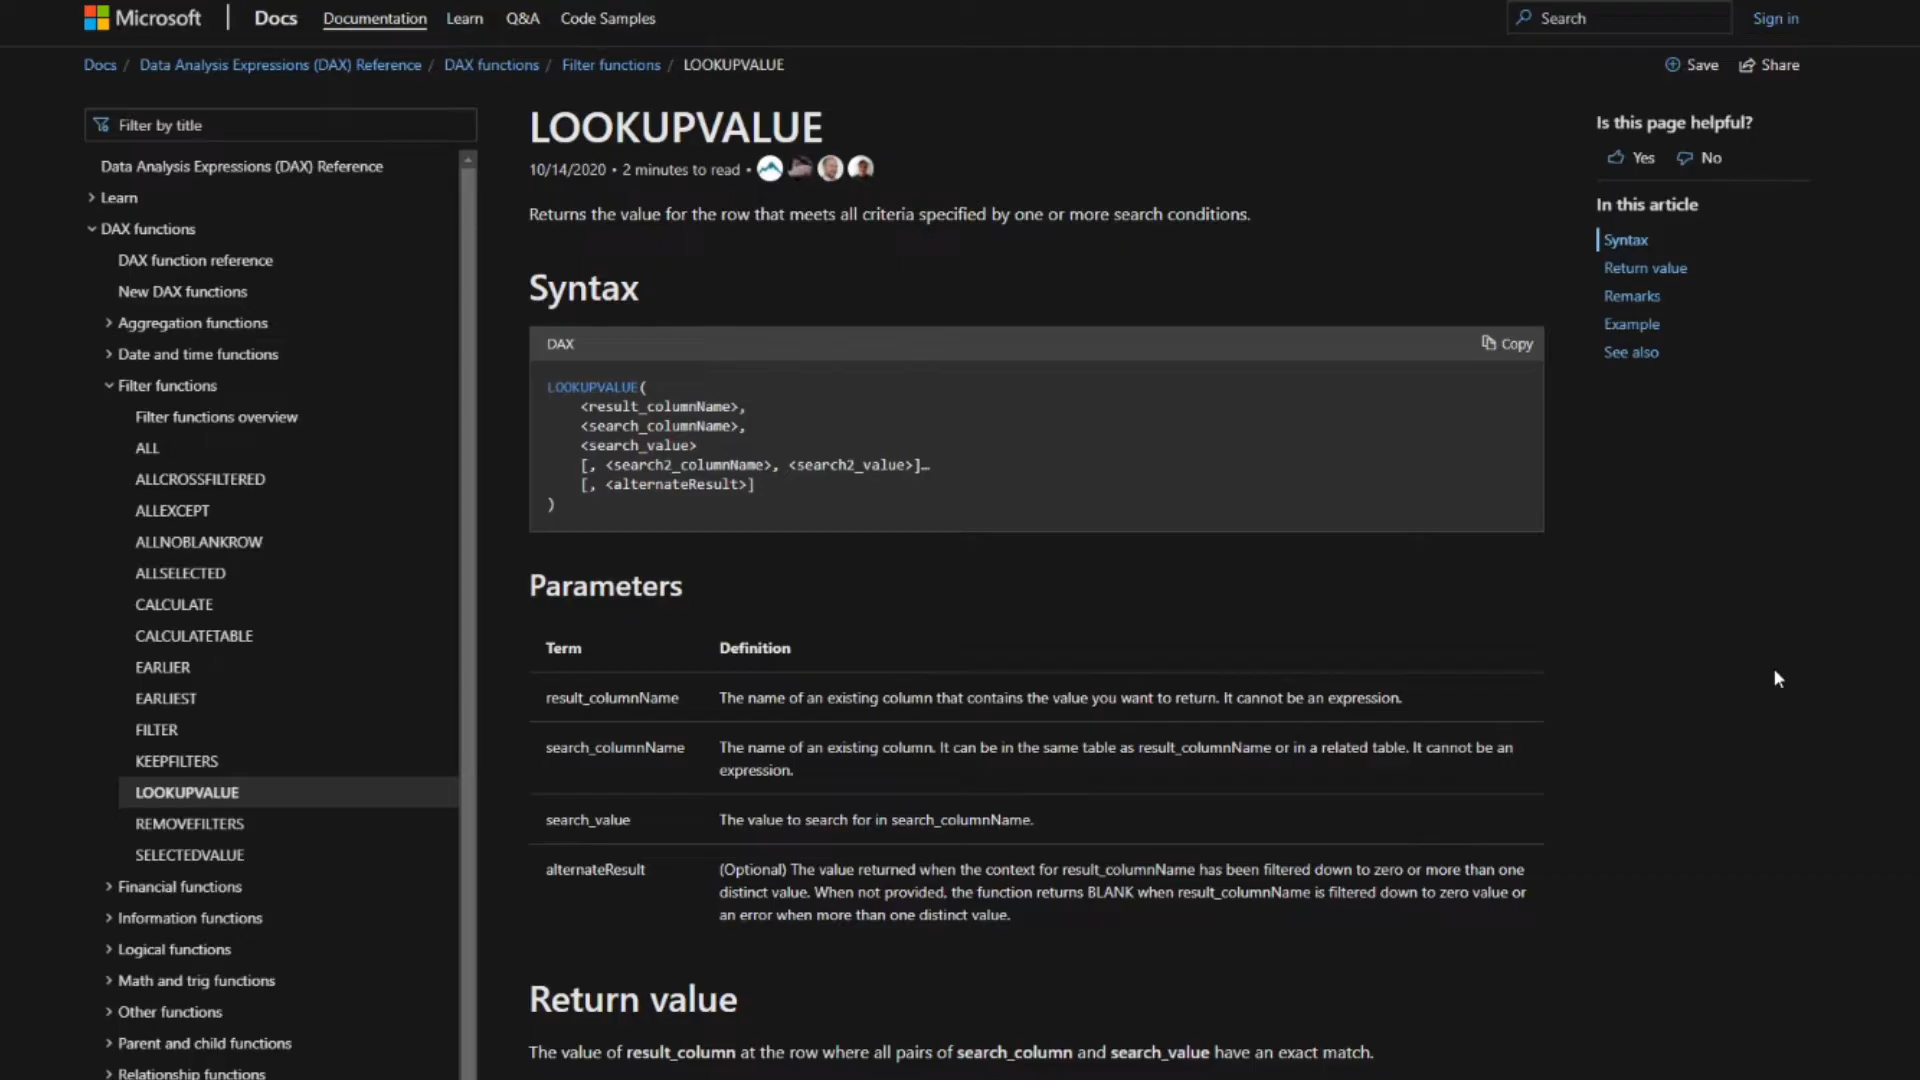 Microsoft | Docs Documentation Learn Q&A Code Samples Search Sign in
Docs / Data Analysis Expressions (DAX) Reference / DAX functions / Filter functions / LOOKUPVALUE Save Share
Filter by title
Data Analysis Expressions (DAX) Reference
Learn
DAX functions
DAX function reference
New DAX functions
Aggregation functions
Date and time functions
Filter functions
Filter functions overview
ALL
ALLCROSSFILTERED
ALLEXCEPT
ALLNOBLANKROW
ALLSELECTED
CALCULATE
CALCULATETABLE
EARLIER
EARLIEST
FILTER
KEEPFILTERS
LOOKUPVALUE
REMOVEFILTERS
SELECTEDVALUE
Financial functions
Information functions
Logical functions
Math and trig functions
Other functions
Parent and child functions
Relationship functions
LOOKUPVALUE
10/14/2020 • 2 minutes to read •
Returns the value for the row that meets all criteria specified by one or more search conditions.
Syntax
DAX Copy
LOOKUPVALUE(
<result_columnName>,
<search_columnName>,
<search_value>
[, <search2_columnName>, <search2_value>]…
[, <alternateResult>]
)
Parameters
Term Definition
result_columnName The name of an existing column that contains the value you want to return. It cannot be an expression.
search_columnName The name of an existing column. It can be in the same table as result_columnName or in a related table. It cannot be an
expression.
search_value The value to search for in search_columnName.
alternateResult (Optional) The value returned when the context for result_columnName has been filtered down to zero or more than one
distinct value. When not provided, the function returns BLANK when result_columnName is filtered down to zero value or
an error when more than one distinct value.
Return value
The value of result_column at the row where all pairs of search_column and search_value have an exact match.
Is this page helpful?
Yes No
In this article
Syntax
Return value
Remarks
Example
See also